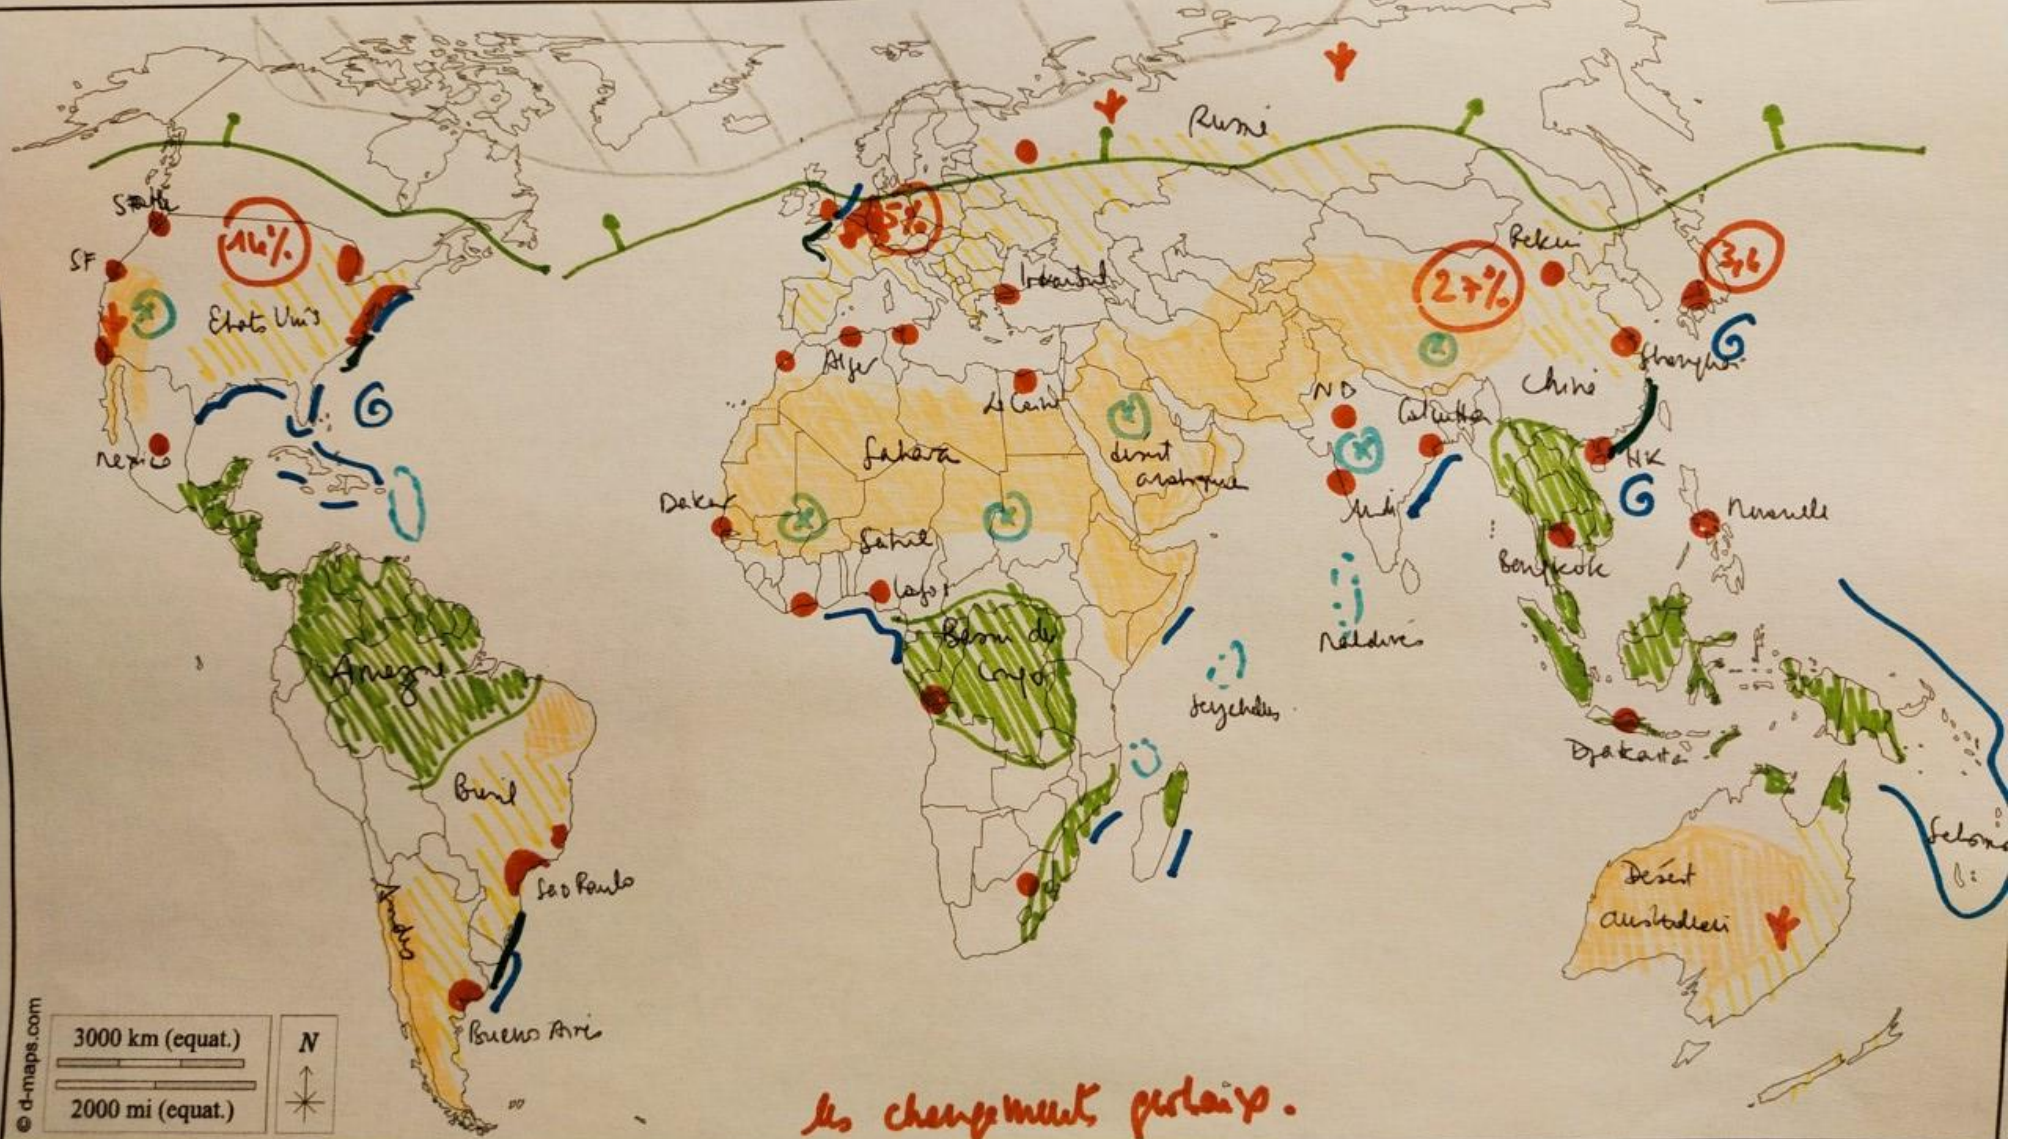 Russie
Seattle
14%
5%
3,6
Pekin
SF
27%
Istanbul
Etats Unis
Shanghai
Alger
Chine
ND
Le Caire
Calcutta
Mexico
Sahara
désert
arabique
HK
Dakar
Sahel
Bangkok
Lagos
Bassin du
Congo
Maldives
Amazonie
Seychelles
Djakarta
Brésil
Sao Paulo
Désert
australien
Andes
Buenos Aires
© d-maps.com
3000 km (equat.)
2000 mi (equat.)
N
les changements globaux.